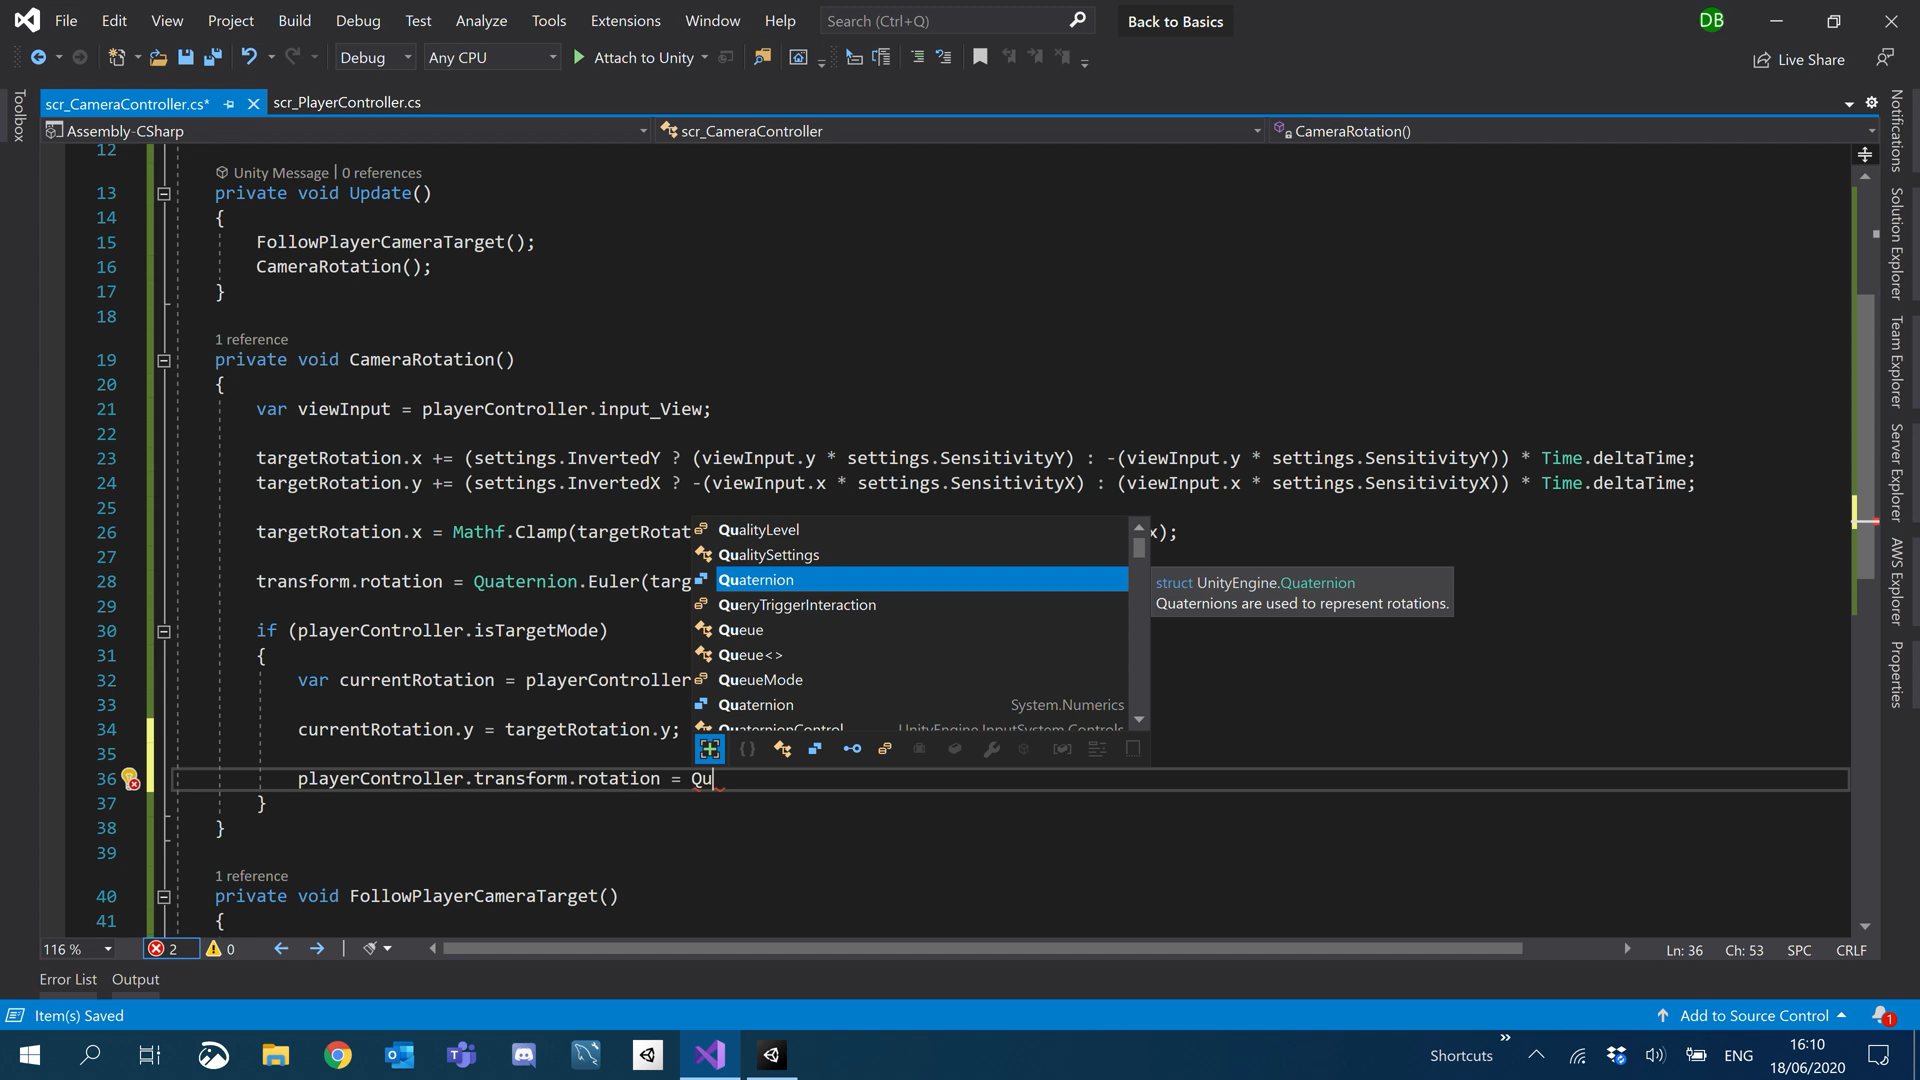 File Edit View Project Build Debug Test Analyze Tools Extensions Window Help Search (Ctrl+Q) Back to Basics DB
Debug Any CPU Attach to Unity Live Share
Toolbox
scr_CameraController.cs* scr_PlayerController.cs
Assembly-CSharp scr_CameraController CameraRotation()
12
Unity Message | 0 references
13 private void Update()
14 {
15 FollowPlayerCameraTarget();
16 CameraRotation();
17 }
18
1 reference
19 private void CameraRotation()
20 {
21 var viewInput = playerController.input_View;
22
23 targetRotation.x += (settings.InvertedY ? (viewInput.y * settings.SensitivityY) : -(viewInput.y * settings.SensitivityY)) * Time.deltaTime;
24 targetRotation.y += (settings.InvertedX ? -(viewInput.x * settings.SensitivityX) : (viewInput.x * settings.SensitivityX)) * Time.deltaTime;
25
26 targetRotation.x = Mathf.Clamp(targetRotat x);
27
28 transform.rotation = Quaternion.Euler(targ
29
30 if (playerController.isTargetMode)
31 {
32 var currentRotation = playerController
33
34 currentRotation.y = targetRotation.y;
35
36 playerController.transform.rotation = Qu
37 }
38 }
39
1 reference
40 private void FollowPlayerCameraTarget()
41 {
QualityLevel
QualitySettings
Quaternion
QueryTriggerInteraction
Queue
Queue<>
QueueMode
Quaternion System.Numerics
QuaternionControl UnityEngine.InputSystem.Controls
struct UnityEngine.Quaternion
Quaternions are used to represent rotations.
Notifications
Solution Explorer
Team Explorer
Server Explorer
AWS Explorer
Properties
116 % 2 0 Ln: 36 Ch: 53 SPC CRLF
Error List Output
Item(s) Saved Add to Source Control 1
Shortcuts ENG 16:10
18/06/2020